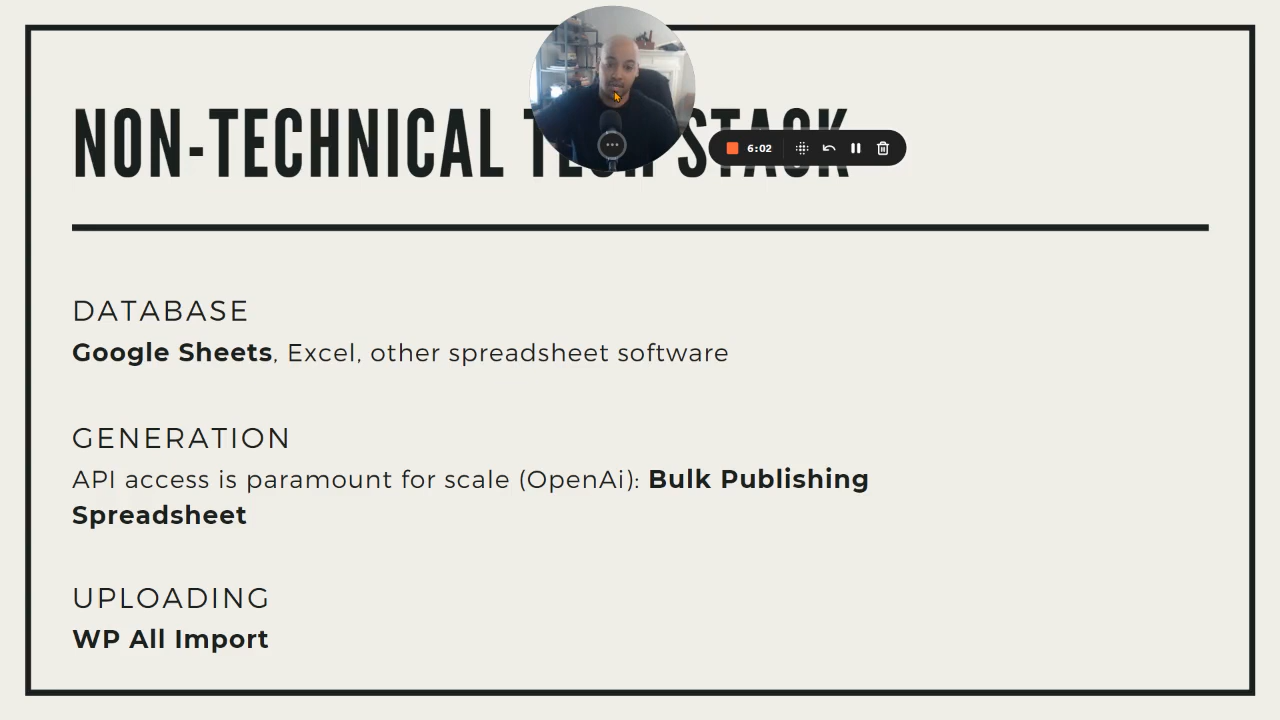 NON-TECHNICAL TECH STACK
6:02
DATABASE
Google Sheets, Excel, other spreadsheet software
GENERATION
API access is paramount for scale (OpenAi): Bulk Publishing
Spreadsheet
UPLOADING
WP All Import